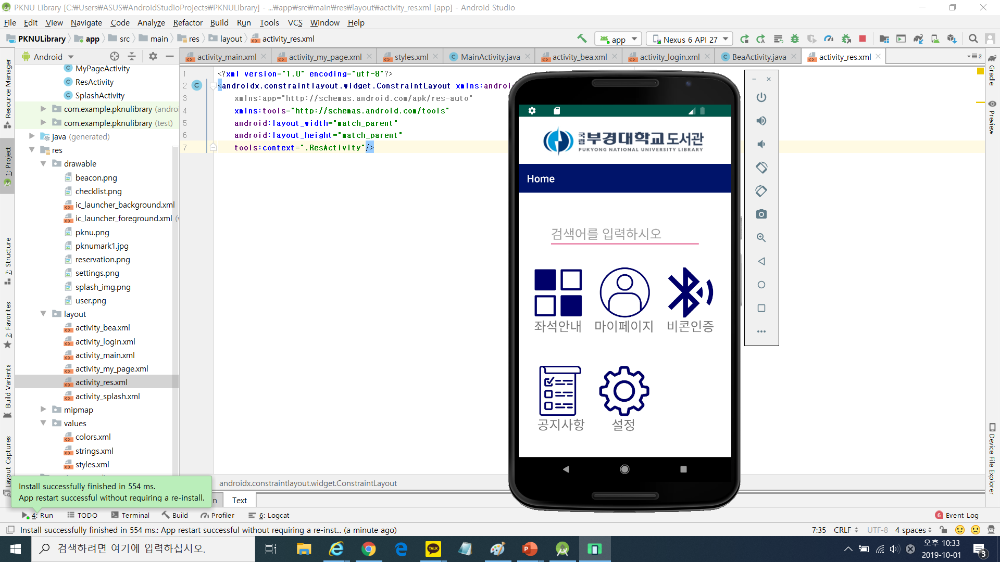 PKNU Library [C:₩Users₩ASUS₩AndroidStudioProjects₩PKNULibrary] - ...₩app₩src₩main₩res₩layout₩activity_res.xml [app] - Android Studio
File Edit View Navigate Code Analyze Refactor Build Run Tools VCS Window Help
PKNULibrary app src main res layout activity_res.xml
app Nexus 6 API 27
Android
activity_main.xml activity_my_page.xml styles.xml MainActivity.java activity_bea.xml activity_login.xml BeaActivity.java activity_res.xml
2
Resource Manager
1: Project
7: Structure
2: Favorites
Build Variants
Layout Captures
MyPageActivity
ResActivity
SplashActivity
com.example.pknulibrary (androi
com.example.pknulibrary (test)
java (generated)
res
drawable
beacon.png
checklist.png
ic_launcher_background.xml
ic_launcher_foreground.xml (v
pknu.png
pknumark1.jpg
reservation.png
settings.png
splash_img.png
user.png
layout
activity_bea.xml
activity_login.xml
activity_main.xml
activity_my_page.xml
activity_res.xml
activity_splash.xml
mipmap
values
colors.xml
strings.xml
styles.xml
1 <?xml version="1.0" encoding="utf-8"?>
2 <androidx.constraintlayout.widget.ConstraintLayout xmlns:androi
3 xmlns:app="http://schemas.android.com/apk/res-auto"
4 xmlns:tools="http://schemas.android.com/tools"
5 android:layout_width="match_parent"
6 android:layout_height="match_parent"
7 tools:context=".ResActivity"/>
국립 부경대학교 도서관
PUKYONG NATIONAL UNIVERSITY LIBRARY
Home
검색어를 입력하시오
좌석안내 마이페이지 비콘인증
공지사항 설정
Gradle
Preview
Device File Explorer
androidx.constraintlayout.widget.ConstraintLayout
Install successfully finished in 554 ms.
App restart successful without requiring a re-install.
n Text
4: Run TODO Terminal Build Profiler 6: Logcat 6 Event Log
Install successfully finished in 554 ms.: App restart successful without requiring a re-inst... (a minute ago) 7:35 CRLF UTF-8 4 spaces
검색하려면 여기에 입력하십시오.
TALK
오후 10:33
2019-10-01
3